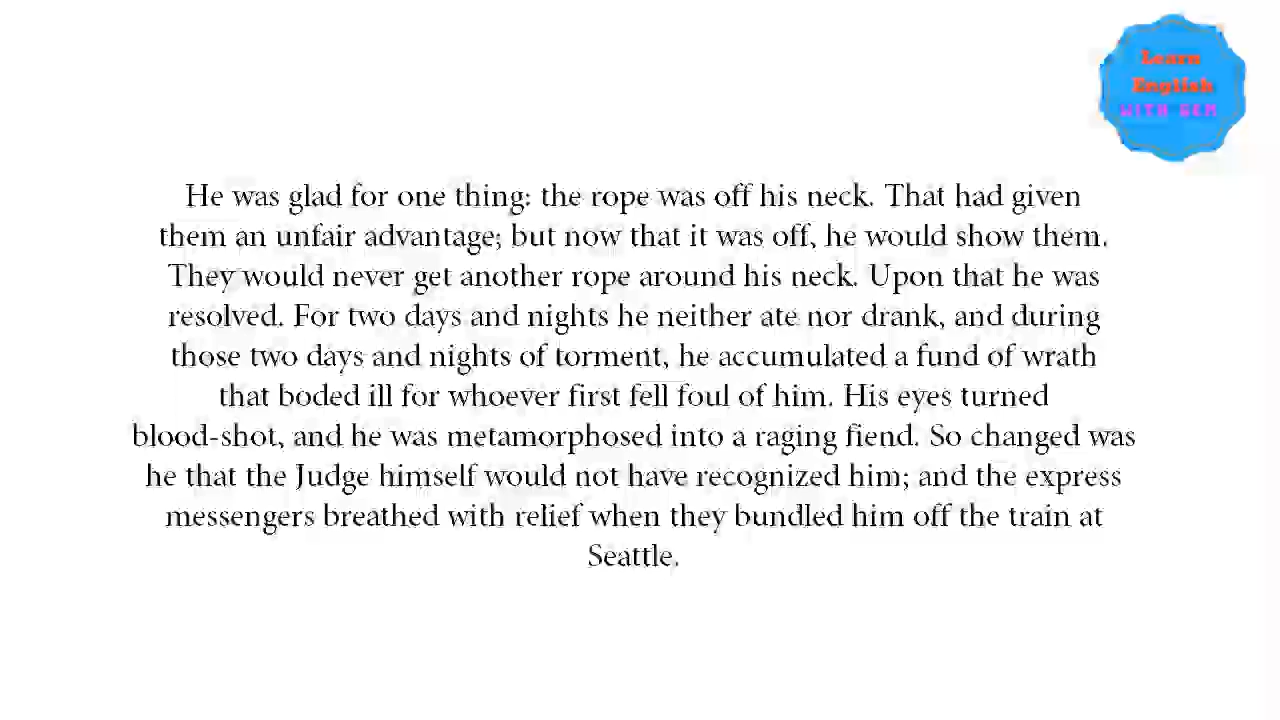 Learn
English
WITH GEM
He was glad for one thing: the rope was off his neck. That had given
them an unfair advantage; but now that it was off, he would show them.
They would never get another rope around his neck. Upon that he was
resolved. For two days and nights he neither ate nor drank, and during
those two days and nights of torment, he accumulated a fund of wrath
that boded ill for whoever first fell foul of him. His eyes turned
blood-shot, and he was metamorphosed into a raging fiend. So changed was
he that the Judge himself would not have recognized him; and the express
messengers breathed with relief when they bundled him off the train at
Seattle.